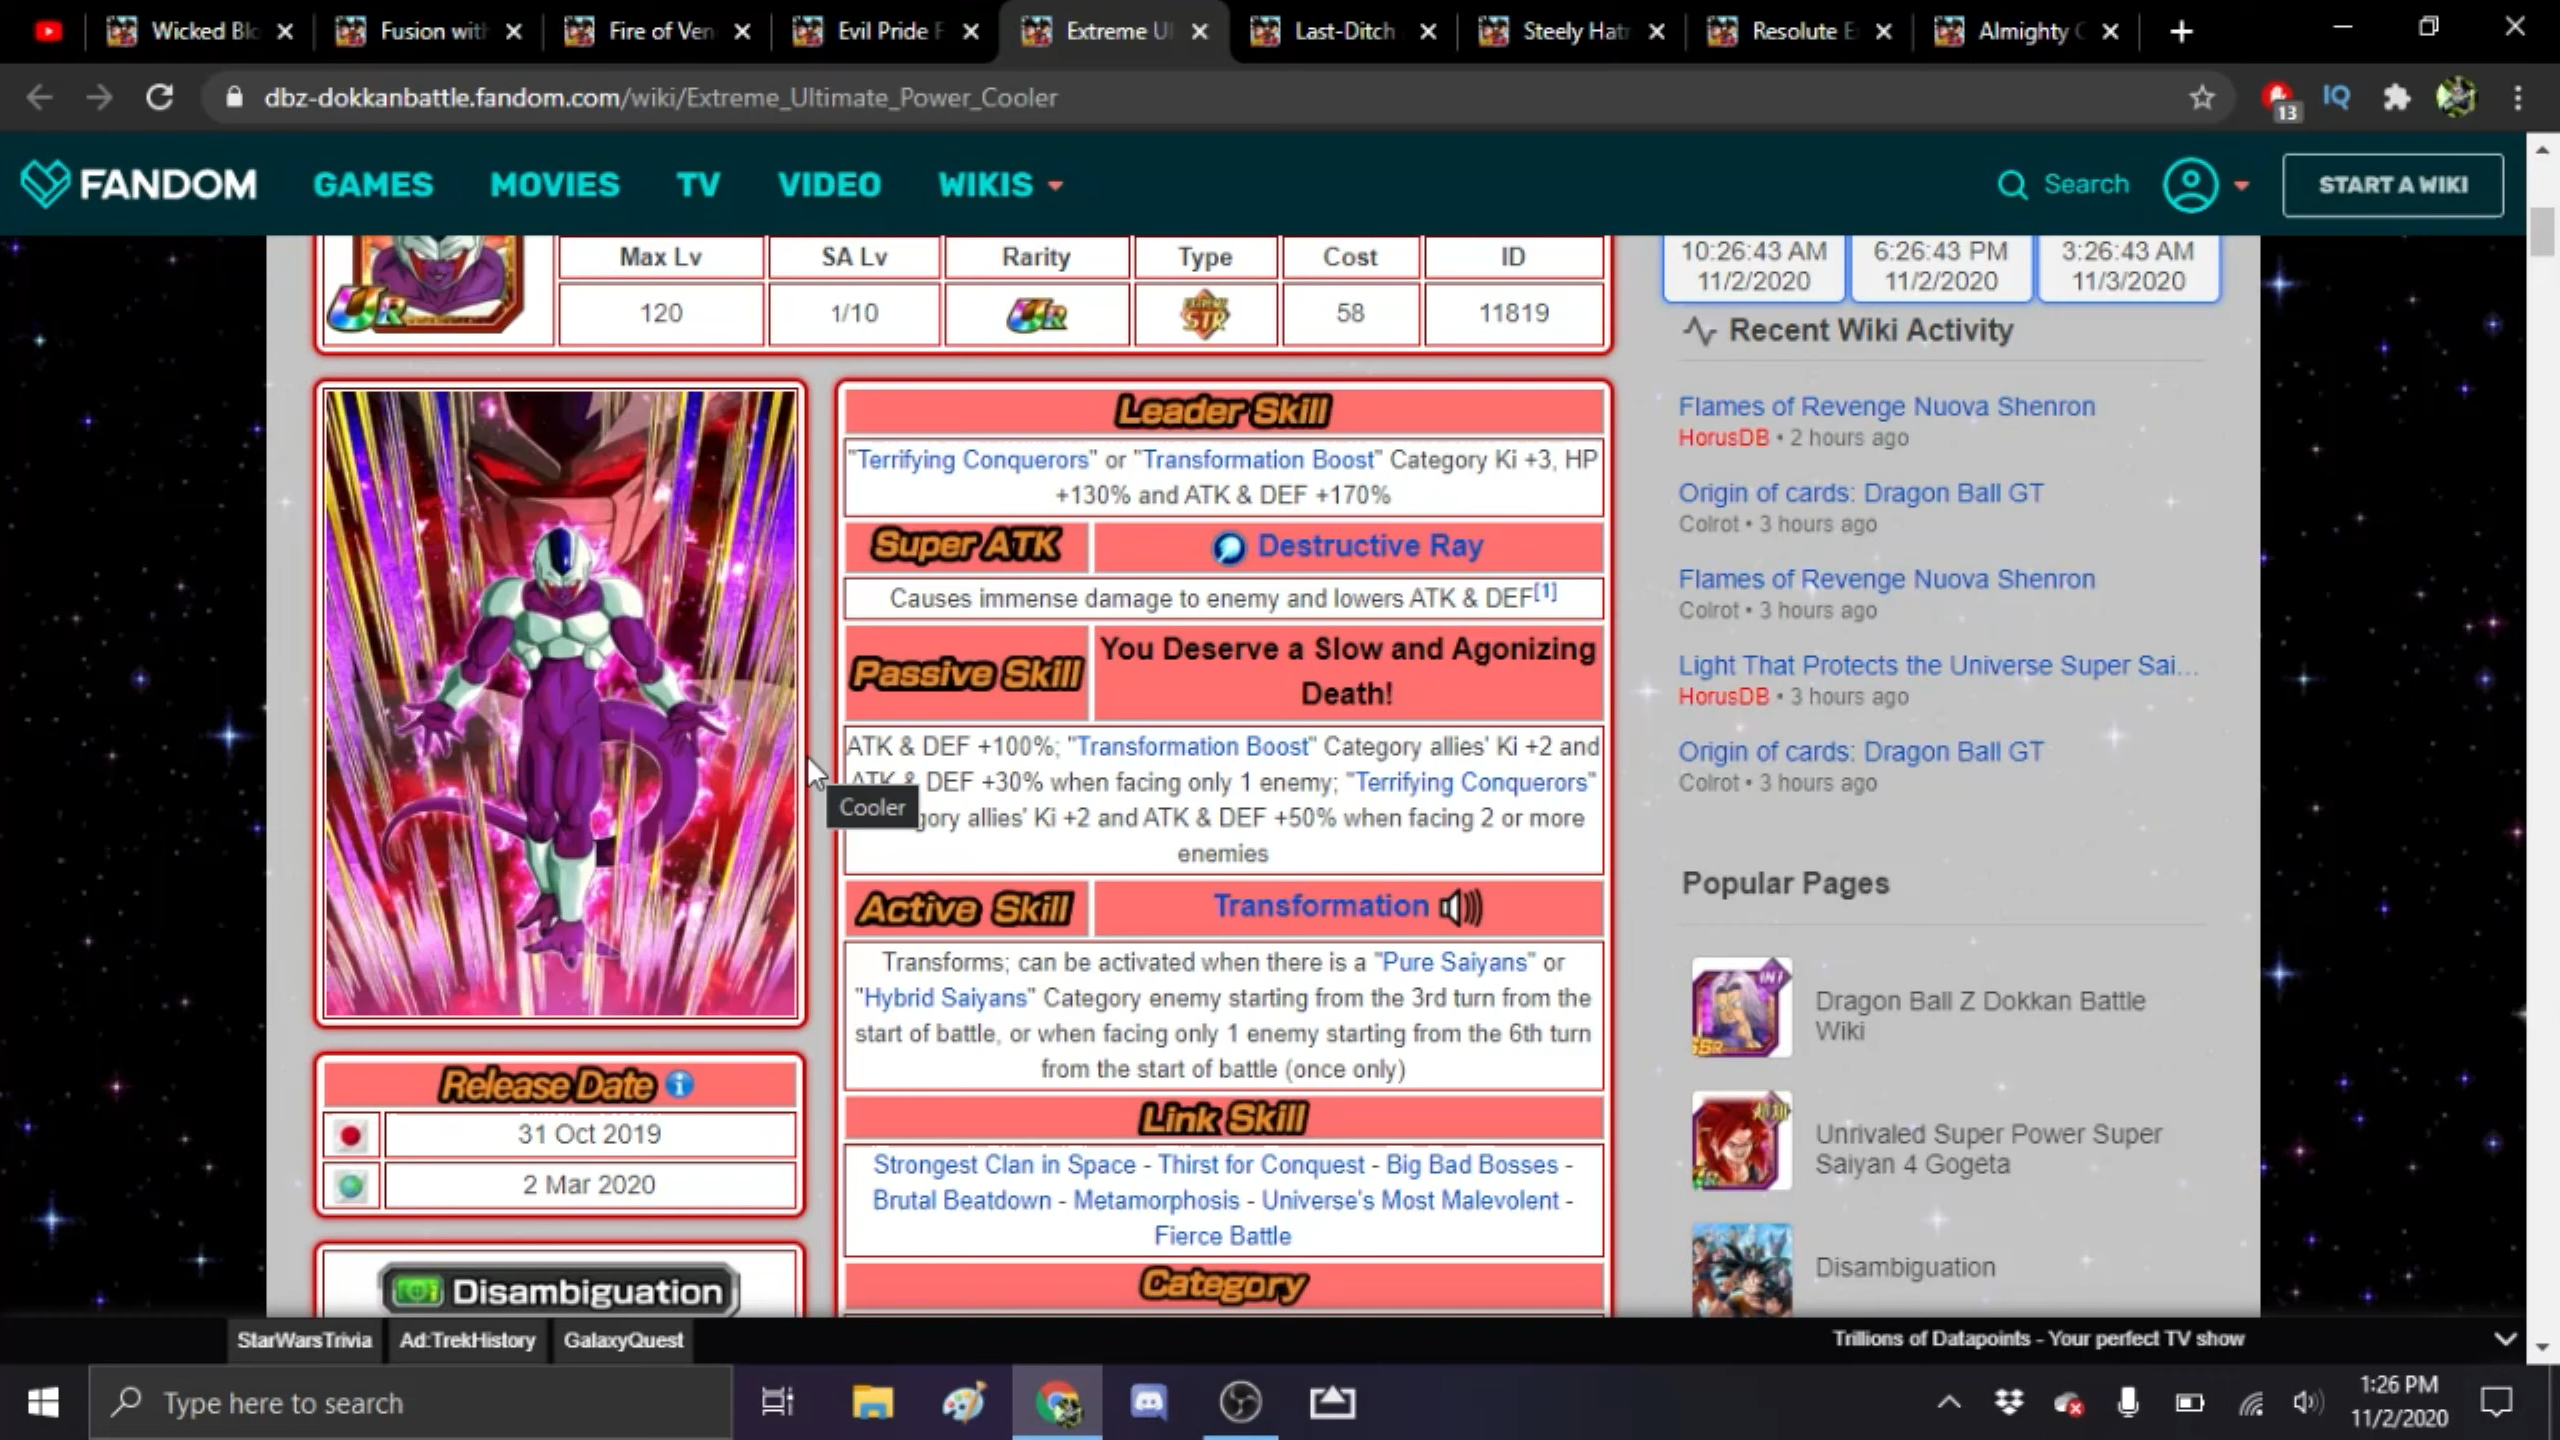 Wicked Blo
Fusion with
Fire of Ven
Evil Pride F
Extreme Ul
Last-Ditch
Steely Hatr
Resolute E
Almighty C
dbz-dokkanbattle.fandom.com/wiki/Extreme_Ultimate_Power_Cooler
13
IQ
FANDOM
GAMES
MOVIES
TV
VIDEO
WIKIS
Search
START A WIKI
Max Lv
SA Lv
Rarity
Type
Cost
ID
UR
120
1/10
UR
EXTREME
STR
58
11819
10:26:43 AM
11/2/2020
6:26:43 PM
11/2/2020
3:26:43 AM
11/3/2020
Leader Skill
"Terrifying Conquerors" or "Transformation Boost" Category Ki +3, HP
+130% and ATK & DEF +170%
Super ATK
Destructive Ray
Causes immense damage to enemy and lowers ATK & DEF[1]
Passive Skill
You Deserve a Slow and Agonizing
Death!
ATK & DEF +100%; "Transformation Boost" Category allies' Ki +2 and
ATK & DEF +30% when facing only 1 enemy; "Terrifying Conquerors"
gory allies' Ki +2 and ATK & DEF +50% when facing 2 or more
enemies
Cooler
Active Skill
Transformation
Transforms; can be activated when there is a "Pure Saiyans" or
"Hybrid Saiyans" Category enemy starting from the 3rd turn from the
start of battle, or when facing only 1 enemy starting from the 6th turn
from the start of battle (once only)
Link Skill
Strongest Clan in Space - Thirst for Conquest - Big Bad Bosses -
Brutal Beatdown - Metamorphosis - Universe's Most Malevolent -
Fierce Battle
Category
Release Date
31 Oct 2019
2 Mar 2020
Disambiguation
Recent Wiki Activity
Flames of Revenge Nuova Shenron
HorusDB • 2 hours ago
Origin of cards: Dragon Ball GT
Colrot • 3 hours ago
Flames of Revenge Nuova Shenron
Colrot • 3 hours ago
Light That Protects the Universe Super Sai...
HorusDB • 3 hours ago
Origin of cards: Dragon Ball GT
Colrot • 3 hours ago
Popular Pages
INT
SSR
Dragon Ball Z Dokkan Battle
Wiki
Unrivaled Super Power Super
Saiyan 4 Gogeta
Disambiguation
StarWarsTrivia
Ad:TrekHistory
GalaxyQuest
Trillions of Datapoints - Your perfect TV show
Type here to search
1:26 PM
11/2/2020